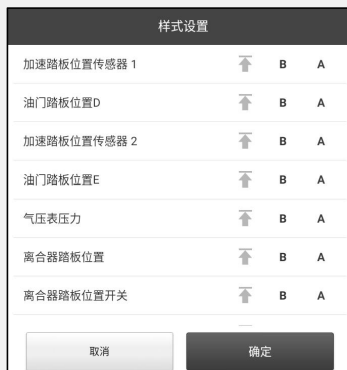 样式设置
加速踏板位置传感器 1 B A
油门踏板位置D B A
加速踏板位置传感器 2 B A
油门踏板位置E B A
气压表压力 B A
离合器踏板位置 B A
离合器踏板位置开关 B A
取消 确定